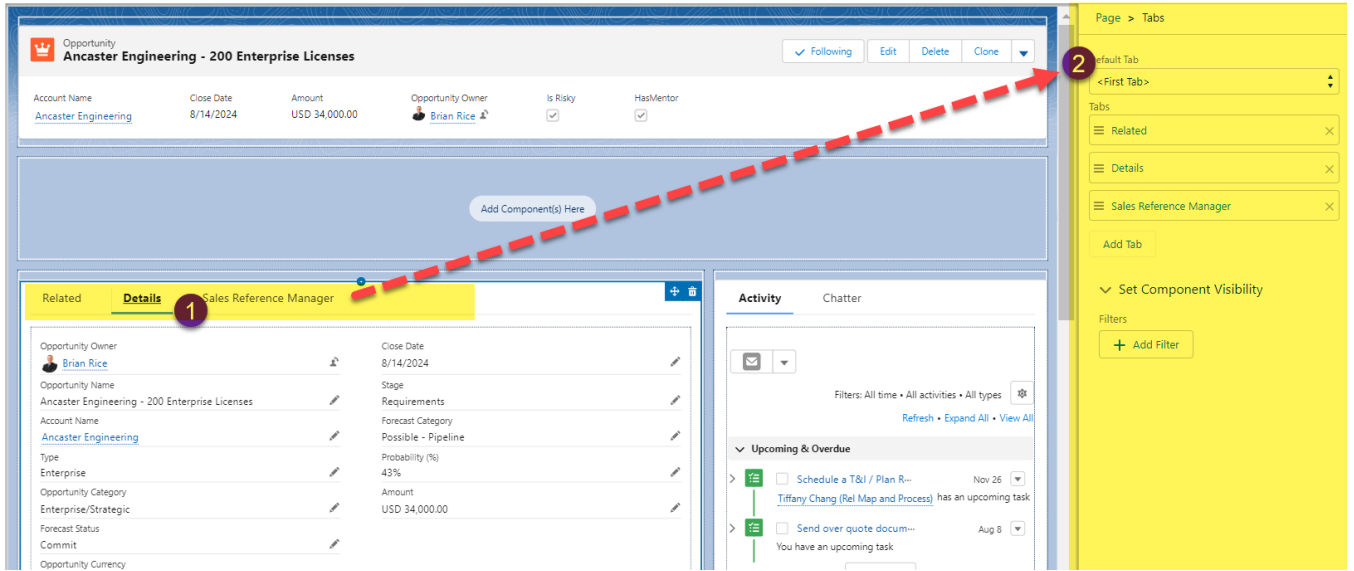 Opportunity
Ancaster Engineering - 200 Enterprise Licenses
Following Edit Delete Clone
Account Name Close Date Amount Opportunity Owner Is Risky HasMentor
Ancaster Engineering 8/14/2024 USD 34,000.00 Brian Rice
Add Component(s) Here
Related Details Sales Reference Manager
1
Opportunity Owner Close Date
Brian Rice 8/14/2024
Opportunity Name Stage
Ancaster Engineering - 200 Enterprise Licenses Requirements
Account Name Forecast Category
Ancaster Engineering Possible - Pipeline
Type Probability (%)
Enterprise 43%
Opportunity Category Amount
Enterprise/Strategic USD 34,000.00
Forecast Status
Commit
Opportunity Currency
Activity Chatter
Filters: All time • All activities • All types
Refresh • Expand All • View All
Upcoming & Overdue
Schedule a T&I / Plan R··· Nov 26
Tiffany Chang (Rel Map and Process) has an upcoming task
Send over quote docum··· Aug 8
You have an upcoming task
Page > Tabs
2
efault Tab
<First Tab>
Tabs
Related
Details
Sales Reference Manager
Add Tab
Set Component Visibility
Filters
+ Add Filter